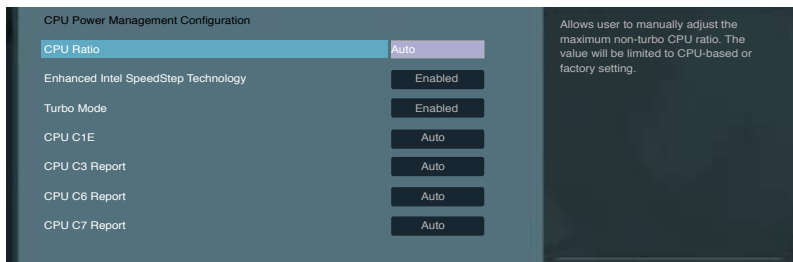 CPU Power Management Configuration
CPU Ratio Auto
Enhanced Intel SpeedStep Technology Enabled
Turbo Mode Enabled
CPU C1E Auto
CPU C3 Report Auto
CPU C6 Report Auto
CPU C7 Report Auto
Allows user to manually adjust the
maximum non-turbo CPU ratio. The
value will be limited to CPU-based or
factory setting.